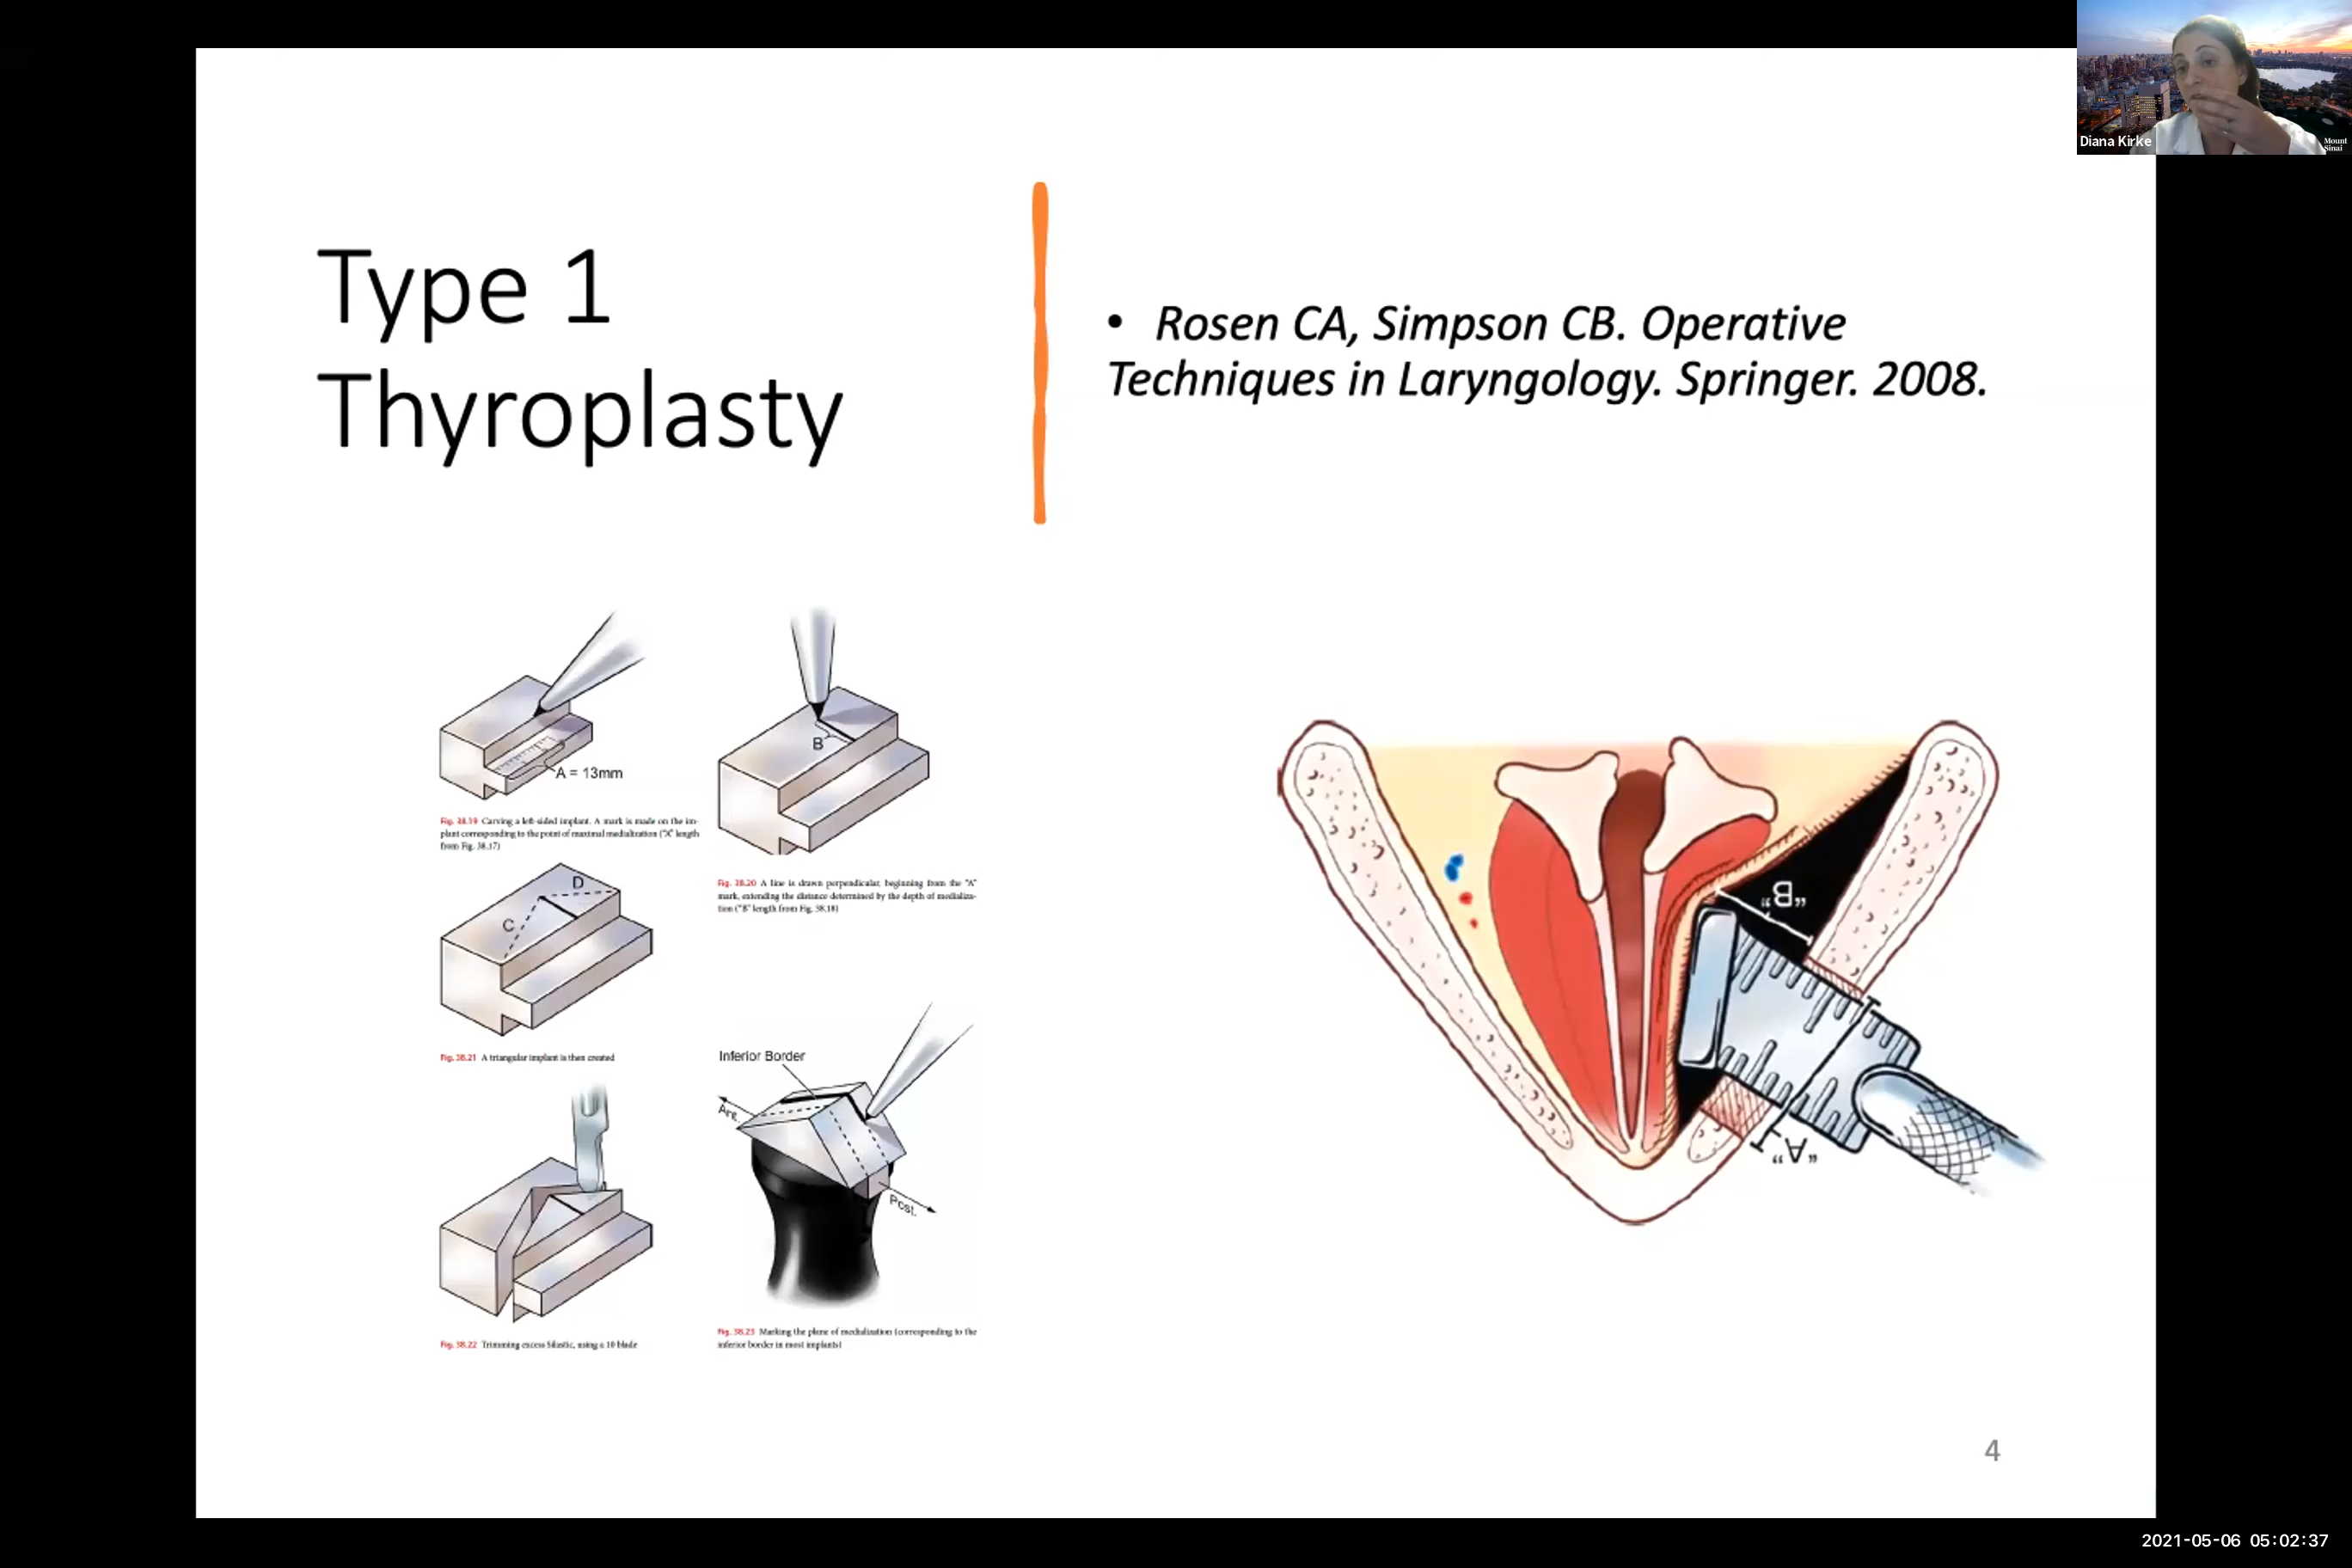 Diana Kirke
Mount
Sinai
Type 1
Thyroplasty
• Rosen CA, Simpson CB. Operative
Techniques in Laryngology. Springer. 2008.
A = 13mm
Fig. 38.19 Carving a left-sided implant. A mark is made on the im-
plant corresponding to the point of maximal medialization ("A" length
from Fig. 38.17)
B
Fig. 38.20 A line is drawn perpendicular, beginning from the "A"
mark, extending the distance determined by the depth of medializa-
tion ("B" length from Fig. 38.18)
D
C
Fig. 38.21 A triangular implant is then created
Fig. 38.22 Trimming excess Silastic, using a 10 blade
Inferior Border
Ant.
Post.
Fig. 38.23 Marking the plane of medialization (corresponding to the
inferior border in most implants)
"B"
"A"
4
2021-05-06 05:02:37